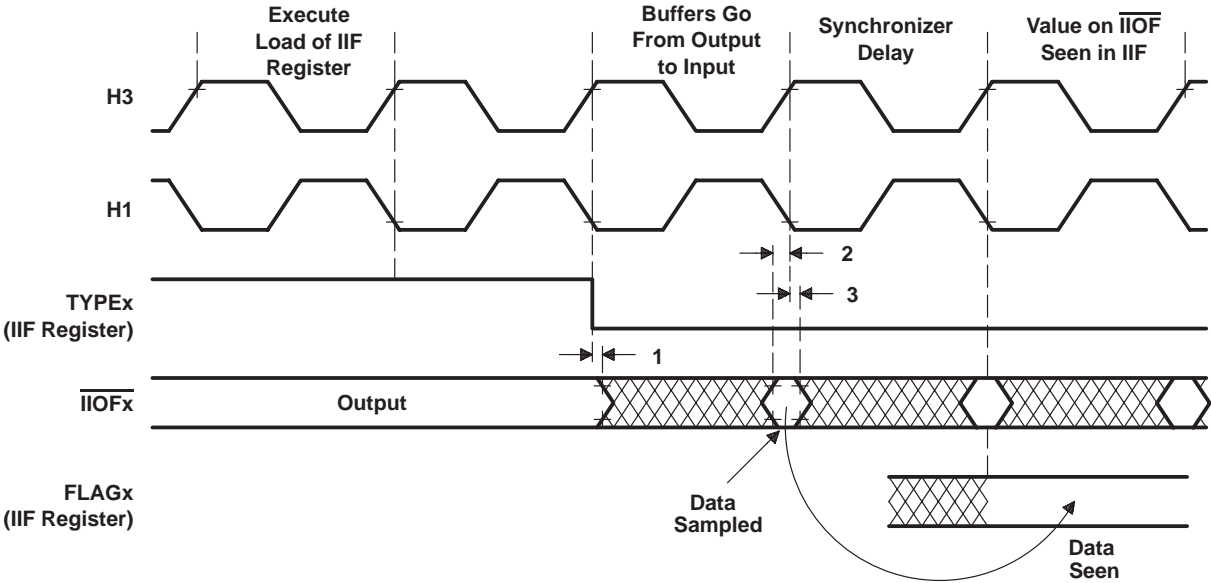 Execute
Load of IIF
Register
Buffers Go
From Output
to Input
Synchronizer
Delay
Value on IIOF
Seen in IIF
H3
H1
2
3
TYPEx
(IIF Register)
1
IIOFx
Output
FLAGx
(IIF Register)
Data
Sampled
Data
Seen